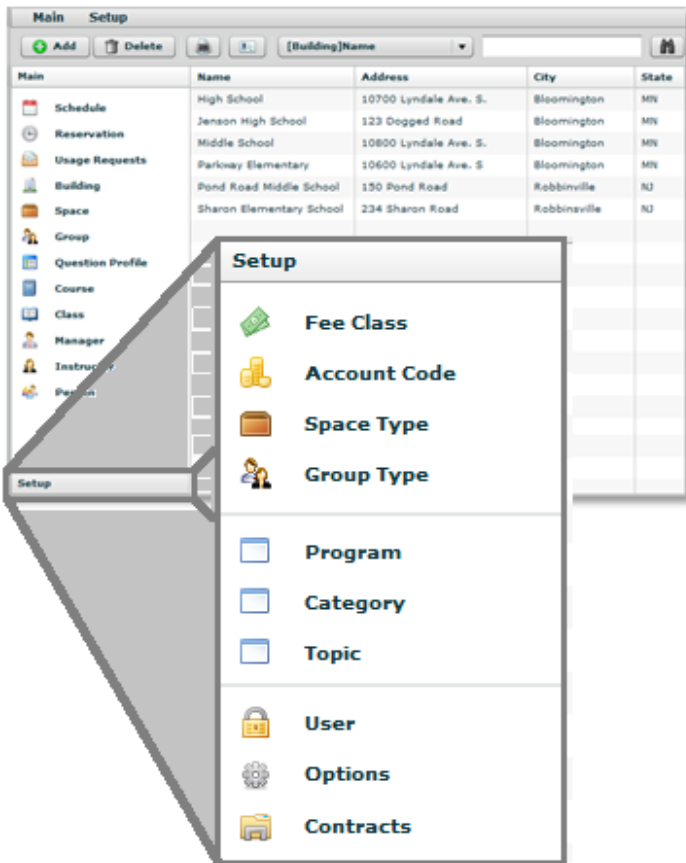 Main Setup
Add Delete [Building]Name
Main Name Address City State
Schedule
Reservation
Usage Requests
Building
Space
Group
Question Profile
Course
Class
Manager
High School 10700 Lyndale Ave. S. Bloomington MN
Jenson High School 123 Dogged Road Bloomington MN
Middle School 10800 Lyndale Ave. S. Bloomington MN
Parkway Elementary 10600 Lyndale Ave. S Bloomington MN
Pond Road Middle School 150 Pond Road Robbinville NJ
Sharon Elementary School 234 Sharon Road Robbinsville NJ
Setup
Setup
Fee Class
Account Code
Space Type
Group Type
Program
Category
Topic
User
Options
Contracts